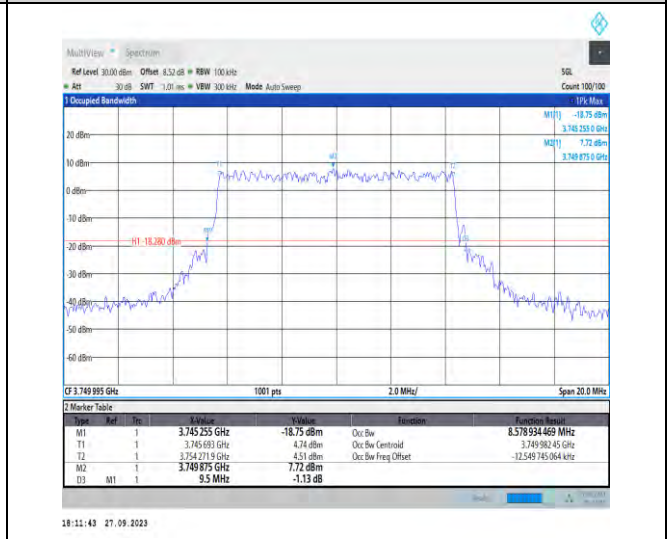 MultiView Spectrum
Ref Level 30.00 dBm Offset 8.52 dB RBW 100 kHz SGL
Att 30 dB SWT 1.01 ms VBW 300 kHz Mode Auto Sweep Count 100/100
1 Occupied Bandwidth 1Pk Max
M1[1] -18.75 dBm
3.745 255 0 GHz
M2[1] 7.72 dBm
3.749 875 0 GHz
20 dBm
10 dBm
0 dBm
-10 dBm
H1 -18.280 dBm
-20 dBm
-30 dBm
-40 dBm
-50 dBm
-60 dBm
T1
M2
T2
CF 3.749 995 GHz 1001 pts 2.0 MHz/ Span 20.0 MHz
2 Marker Table
Type Ref Trc X-Value Y-Value Function Function Result
M1 1 3.745 255 GHz -18.75 dBm Occ Bw 8.578 934 469 MHz
T1 1 3.745 693 GHz 4.74 dBm Occ Bw Centroid 3.749 982 45 GHz
T2 1 3.754 271 9 GHz 4.51 dBm Occ Bw Freq Offset -12.549 745 064 kHz
M2 1 3.749 875 GHz 7.72 dBm
D3 M1 1 9.5 MHz -1.13 dB
18:11:43 27.09.2023